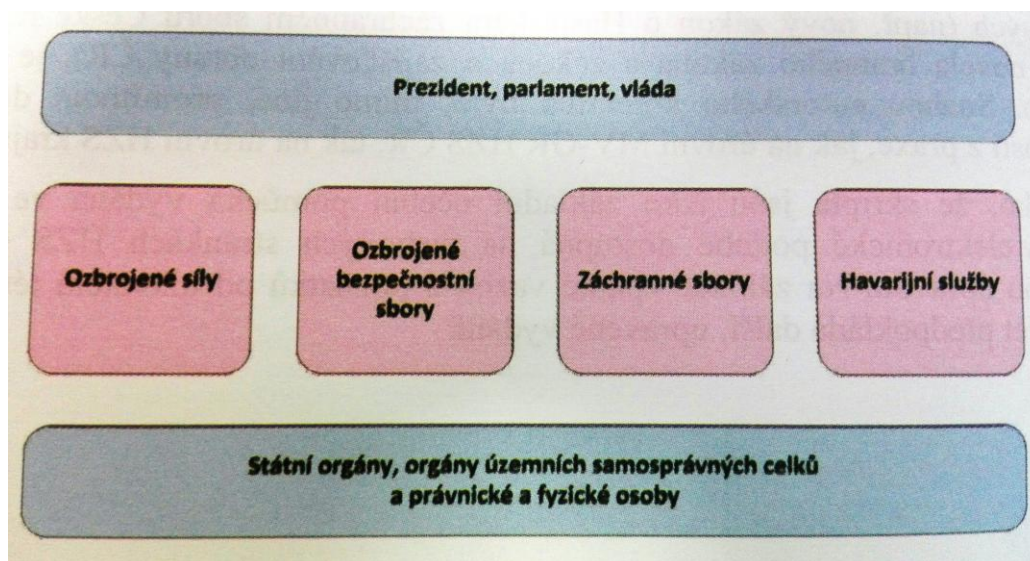 Prezident, parlament, vláda
Ozbrojené síly
Ozbrojené
bezpečnostní
sbory
Záchranné sbory
Havarijní služby
Státní orgány, orgány územních samosprávných celků
a právnické a fyzické osoby